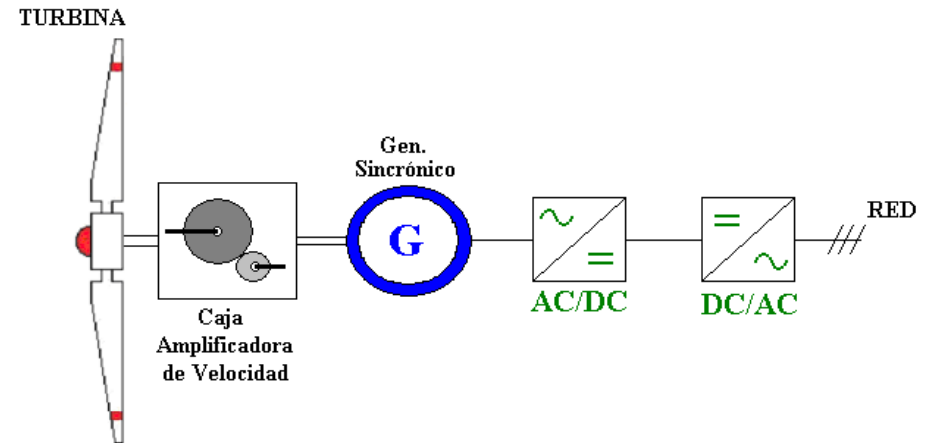 TURBINA
Gen.
Sincrónico
G
RED
AC/DC
DC/AC
Caja
Amplificadora
de Velocidad